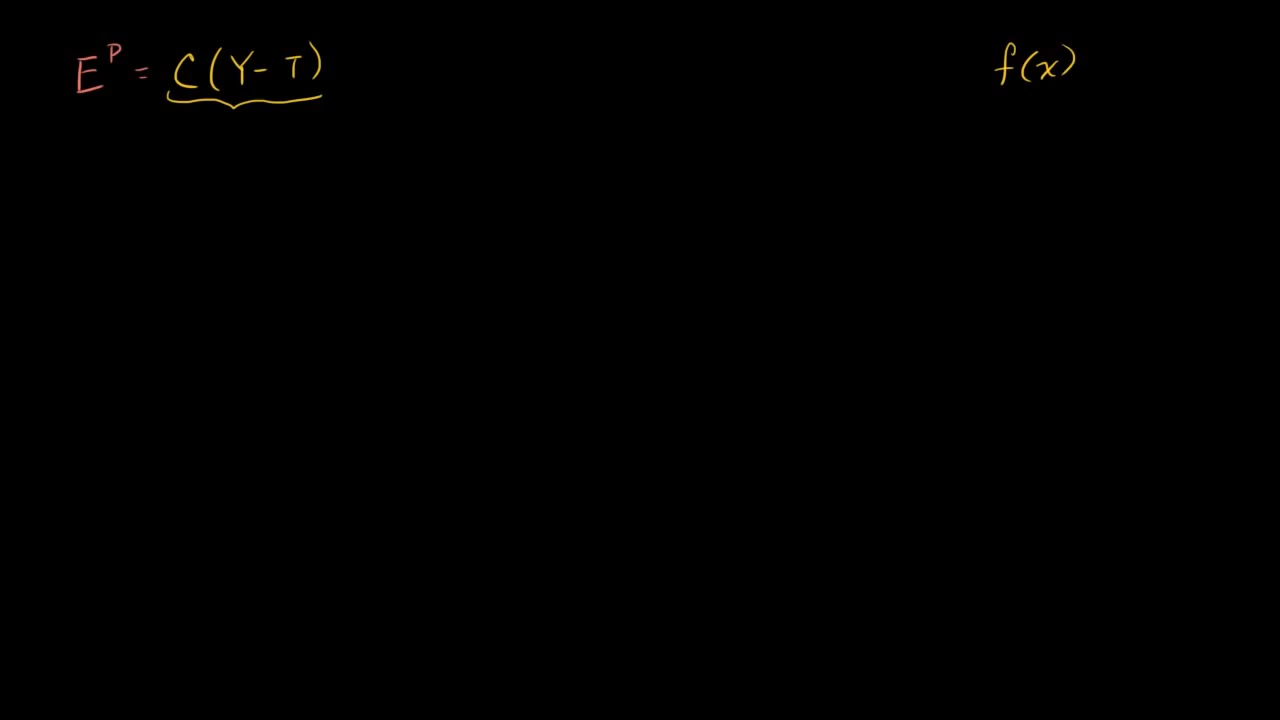 E^P = C(Y-T)
f(x)